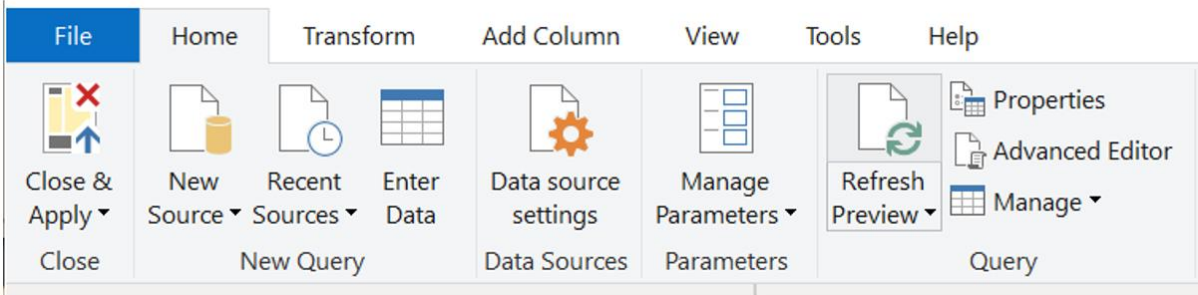 File Home Transform Add Column View Tools Help
Close &
Apply
New
Source
Recent
Sources
Enter
Data
Data source
settings
Manage
Parameters
Refresh
Preview
Properties
Advanced Editor
Manage
Close New Query Data Sources Parameters Query